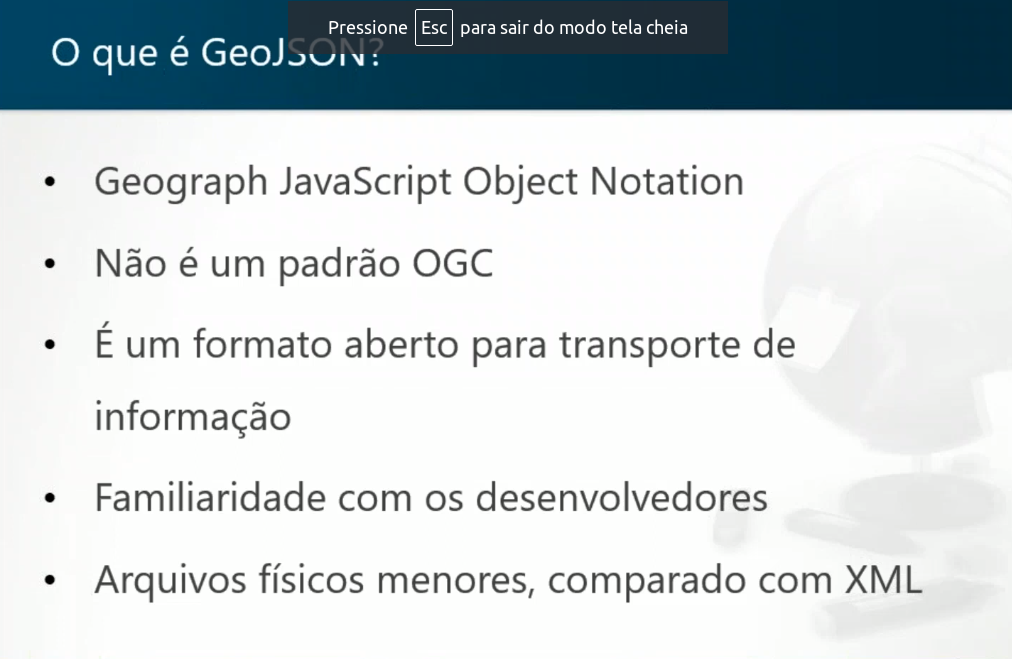 Pressione Esc para sair do modo tela cheia
O que é GeoJSON?
• Geograph JavaScript Object Notation
• Não é um padrão OGC
• É um formato aberto para transporte de
informação
• Familiaridade com os desenvolvedores
• Arquivos físicos menores, comparado com XML